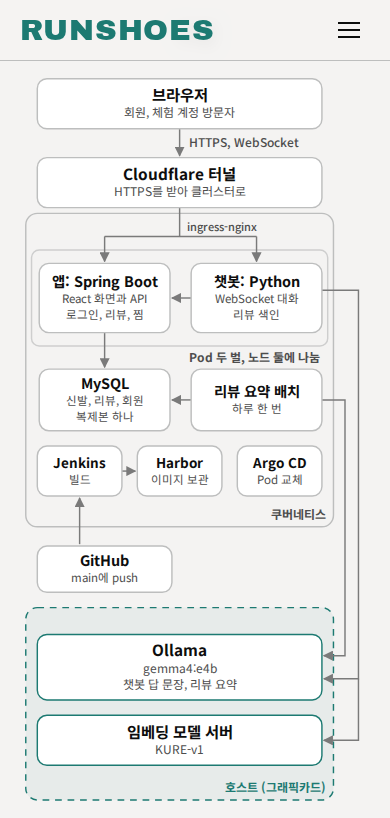 RUNSHOES
브라우저
회원, 체험 계정 방문자
HTTPS, WebSocket
Cloudflare 터널
HTTPS를 받아 클러스터로
ingress-nginx
앱: Spring Boot
React 화면과 API
로그인, 리뷰, 찜
챗봇: Python
WebSocket 대화
리뷰 색인
Pod 두 벌, 노드 둘에 나눔
MySQL
신발, 리뷰, 회원
복제본 하나
리뷰 요약 배치
하루 한 번
Jenkins
빌드
Harbor
이미지 보관
Argo CD
Pod 교체
쿠버네티스
GitHub
main에 push
Ollama
gemma4:e4b
챗봇 답 문장, 리뷰 요약
임베딩 모델 서버
KURE-v1
호스트 (그래픽카드)